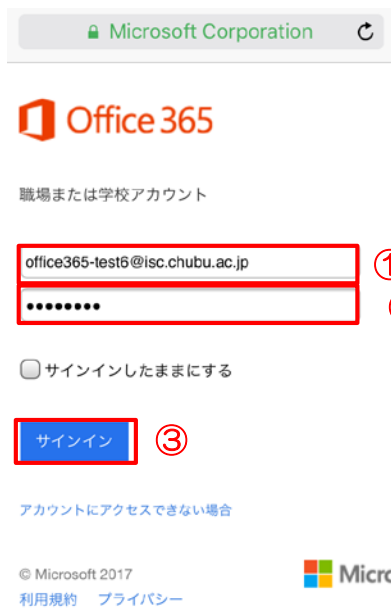 Microsoft Corporation
Office 365
職場または学校アカウント
office365-test6@isc.chubu.ac.jp
••••••••
サインインしたままにする
サインイン ③
アカウントにアクセスできない場合
© Microsoft 2017
利用規約 プライバシー